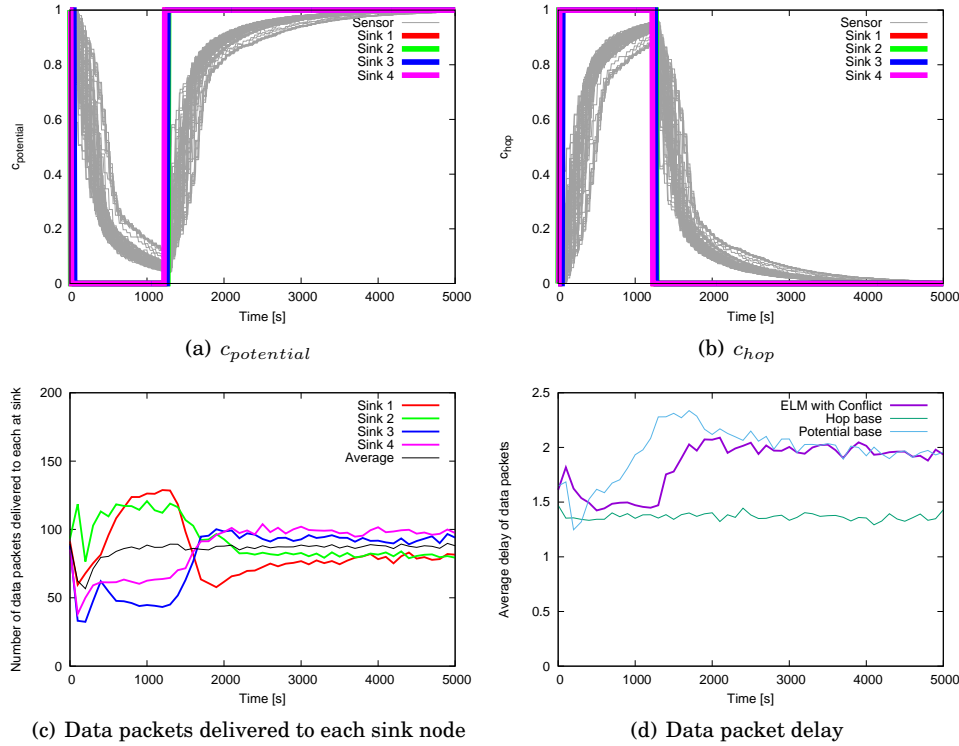 1
0.8
0.6
0.4
0.2
0
c_potential
0 1000 2000 3000 4000 5000
Time [s]
Sensor
Sink 1
Sink 2
Sink 3
Sink 4
(a) c_potential
1
0.8
0.6
0.4
0.2
0
c_hop
0 1000 2000 3000 4000 5000
Time [s]
Sensor
Sink 1
Sink 2
Sink 3
Sink 4
(b) c_hop
200
150
100
50
0
Number of data packets delivered to each at sink
0 1000 2000 3000 4000 5000
Time [s]
Sink 1
Sink 2
Sink 3
Sink 4
Average
(c) Data packets delivered to each sink node
2.5
2
1.5
1
0.5
0
Average delay of data packets
0 1000 2000 3000 4000 5000
Time [s]
ELM with Conflict
Hop base
Potential base
(d) Data packet delay